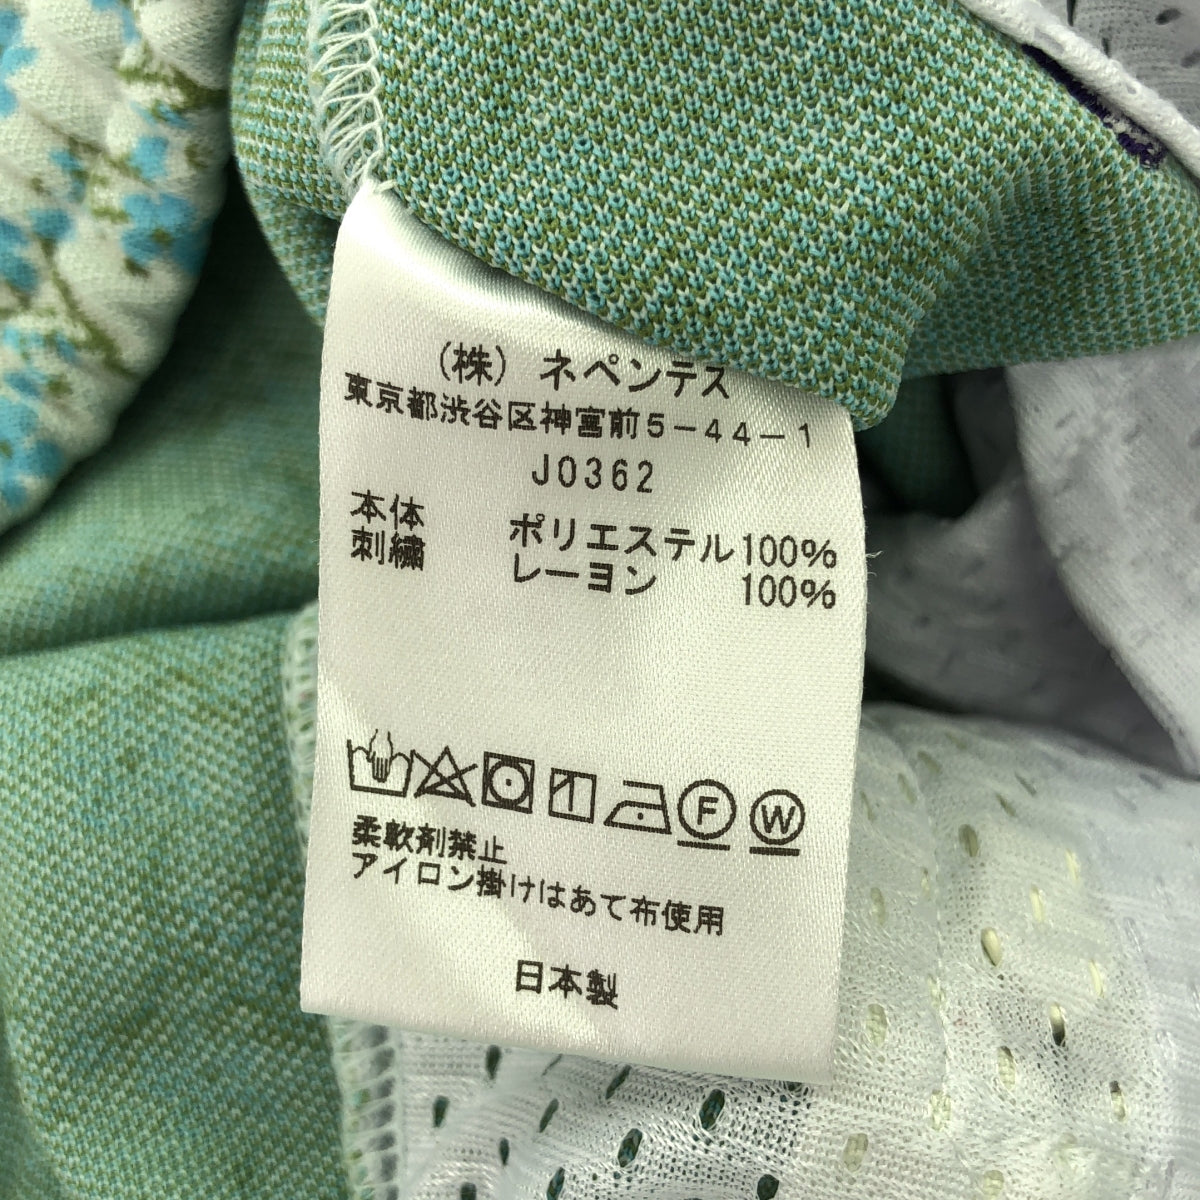 (株) ネペンテス
東京都渋谷区神宮前5-44-1
J0362
本体 ポリエステル100%
刺繍 レーヨン 100%
F W
柔軟剤禁止
アイロン掛けはあて布使用
日本製